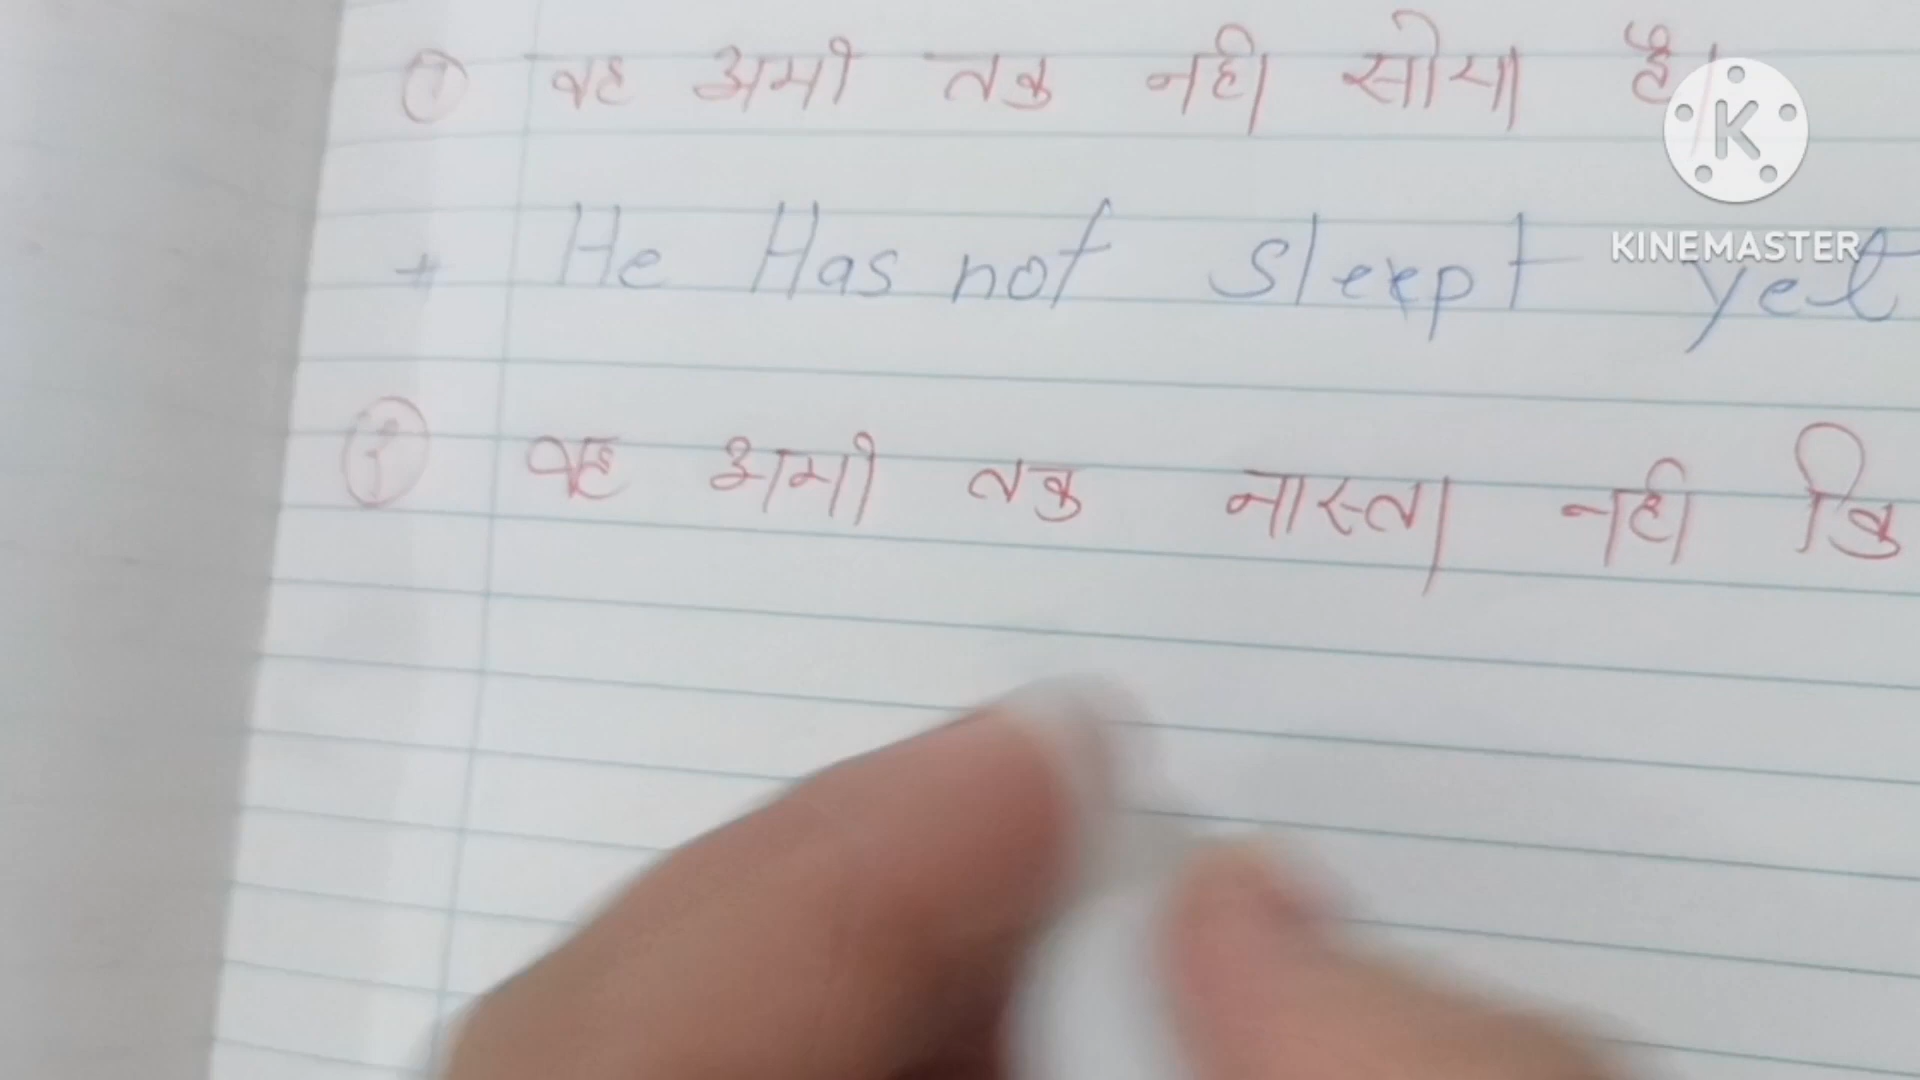 ① वह अभी तक नही सोया है।
→ He Has not sleept yet
② वह अभी तक नास्ता नही कि
KINEMASTER